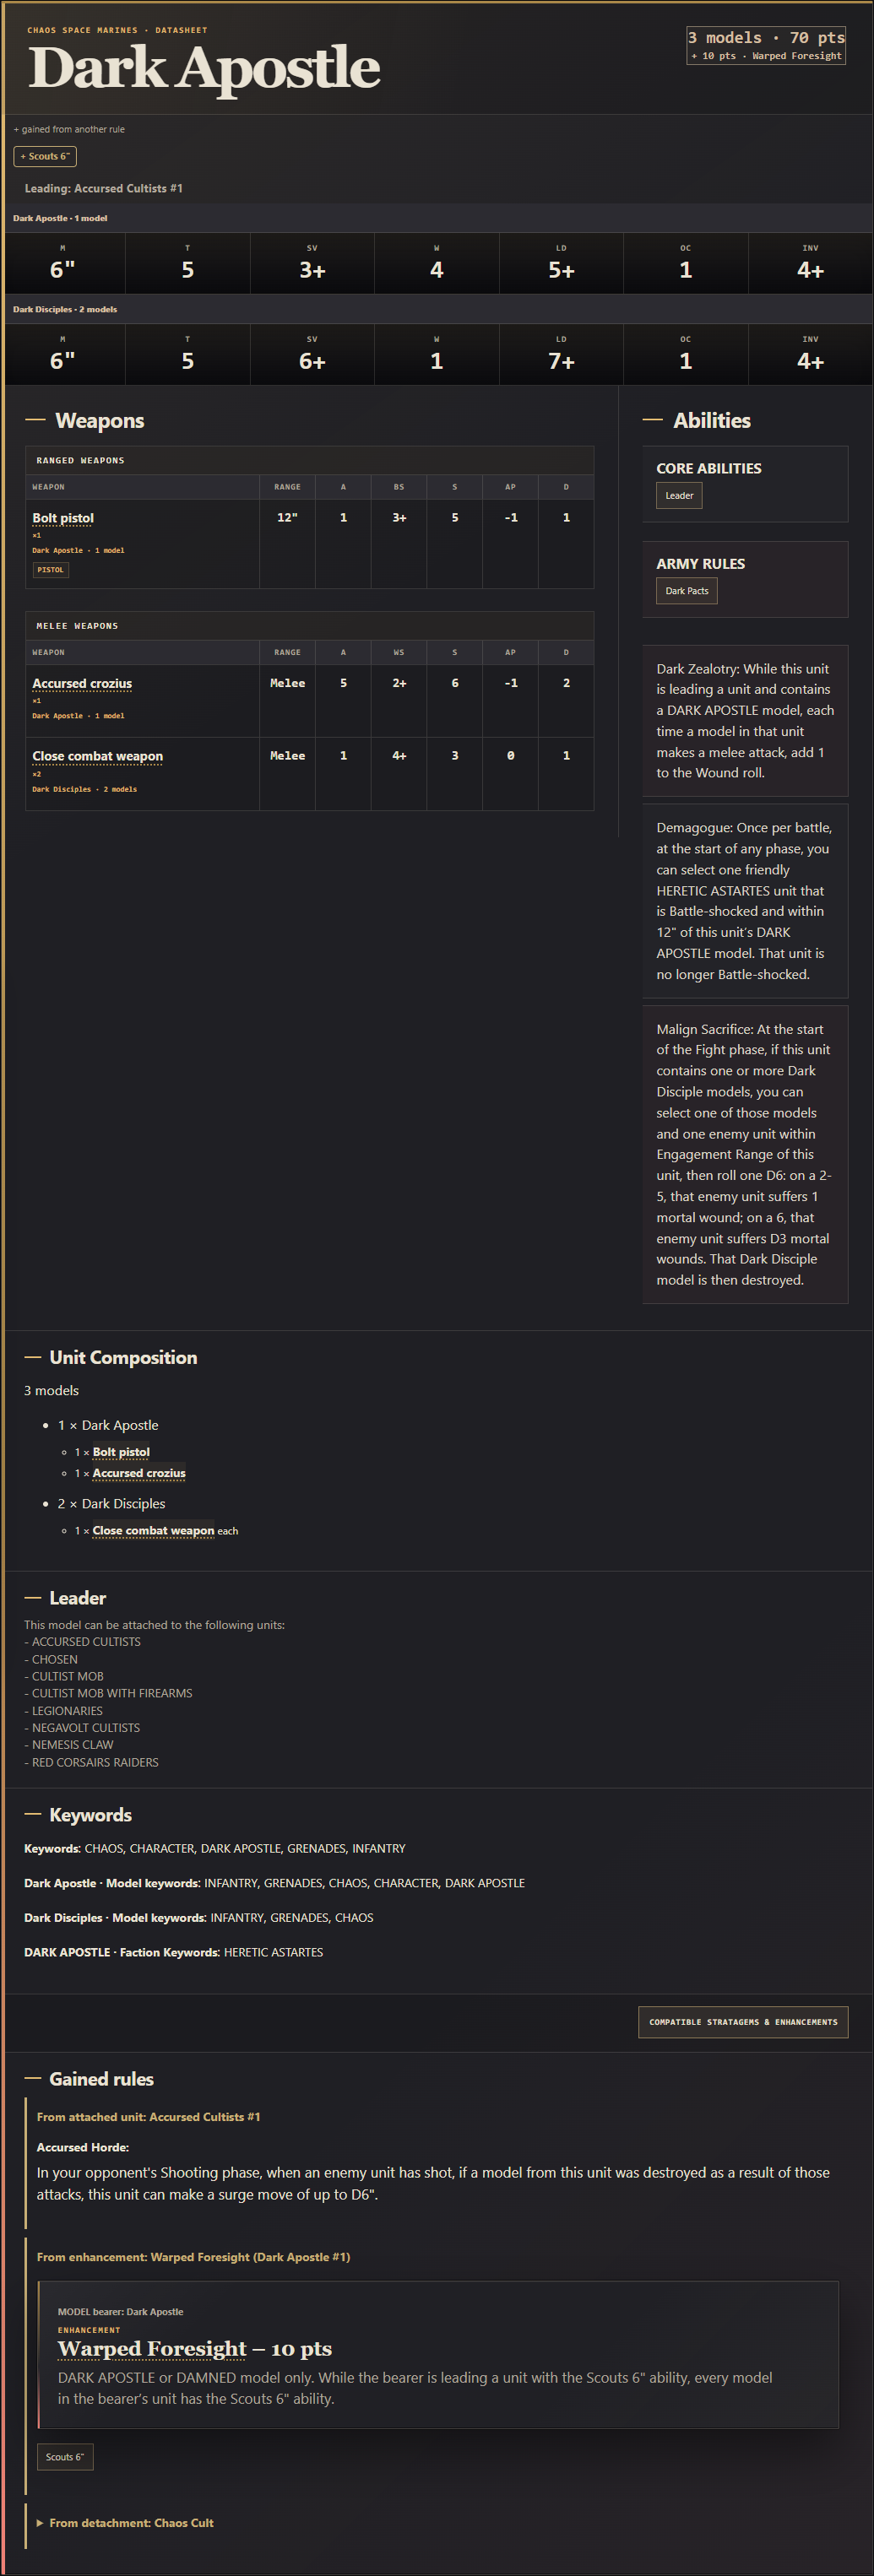 CHAOS SPACE MARINES · DATASHEET
Dark Apostle
3 models · 70 pts
+ 10 pts · Warped Foresight
+ gained from another rule
+ Scouts 6"
Leading: Accursed Cultists #1
Dark Apostle · 1 model
M T SV W LD OC INV
6" 5 3+ 4 5+ 1 4+
Dark Disciples · 2 models
M T SV W LD OC INV
6" 5 6+ 1 7+ 1 4+
Weapons
RANGED WEAPONS
WEAPON RANGE A BS S AP D
Bolt pistol 12" 1 3+ 5 -1 1
×1
Dark Apostle · 1 model
PISTOL
MELEE WEAPONS
WEAPON RANGE A WS S AP D
Accursed crozius Melee 5 2+ 6 -1 2
×1
Dark Apostle · 1 model
Close combat weapon Melee 1 4+ 3 0 1
×2
Dark Disciples · 2 models
Abilities
CORE ABILITIES
Leader
ARMY RULES
Dark Pacts
Dark Zealotry: While this unit
is leading a unit and contains
a DARK APOSTLE model, each
time a model in that unit
makes a melee attack, add 1
to the Wound roll.
Demagogue: Once per battle,
at the start of any phase, you
can select one friendly
HERETIC ASTARTES unit that
is Battle-shocked and within
12" of this unit's DARK
APOSTLE model. That unit is
no longer Battle-shocked.
Malign Sacrifice: At the start
of the Fight phase, if this unit
contains one or more Dark
Disciple models, you can
select one of those models
and one enemy unit within
Engagement Range of this
unit, then roll one D6: on a 2-
5, that enemy unit suffers 1
mortal wound; on a 6, that
enemy unit suffers D3 mortal
wounds. That Dark Disciple
model is then destroyed.
Unit Composition
3 models
• 1 × Dark Apostle
◦ 1 × Bolt pistol
◦ 1 × Accursed crozius
• 2 × Dark Disciples
◦ 1 × Close combat weapon each
Leader
This model can be attached to the following units:
- ACCURSED CULTISTS
- CHOSEN
- CULTIST MOB
- CULTIST MOB WITH FIREARMS
- LEGIONARIES
- NEGAVOLT CULTISTS
- NEMESIS CLAW
- RED CORSAIRS RAIDERS
Keywords
Keywords: CHAOS, CHARACTER, DARK APOSTLE, GRENADES, INFANTRY
Dark Apostle · Model keywords: INFANTRY, GRENADES, CHAOS, CHARACTER, DARK APOSTLE
Dark Disciples · Model keywords: INFANTRY, GRENADES, CHAOS
DARK APOSTLE · Faction Keywords: HERETIC ASTARTES
COMPATIBLE STRATAGEMS & ENHANCEMENTS
Gained rules
From attached unit: Accursed Cultists #1
Accursed Horde:
In your opponent's Shooting phase, when an enemy unit has shot, if a model from this unit was destroyed as a result of those
attacks, this unit can make a surge move of up to D6".
From enhancement: Warped Foresight (Dark Apostle #1)
MODEL bearer: Dark Apostle
ENHANCEMENT
Warped Foresight – 10 pts
DARK APOSTLE or DAMNED model only. While the bearer is leading a unit with the Scouts 6" ability, every model
in the bearer's unit has the Scouts 6" ability.
Scouts 6"
▶ From detachment: Chaos Cult